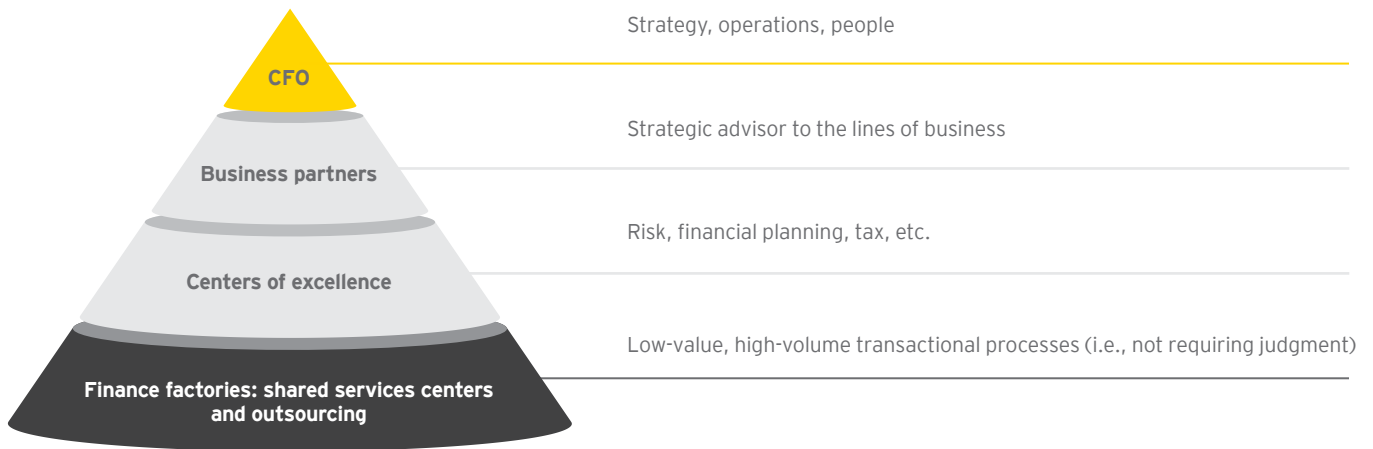 Strategy, operations, people
CFO
Strategic advisor to the lines of business
Business partners
Risk, financial planning, tax, etc.
Centers of excellence
Low-value, high-volume transactional processes (i.e., not requiring judgment)
Finance factories: shared services centers
and outsourcing